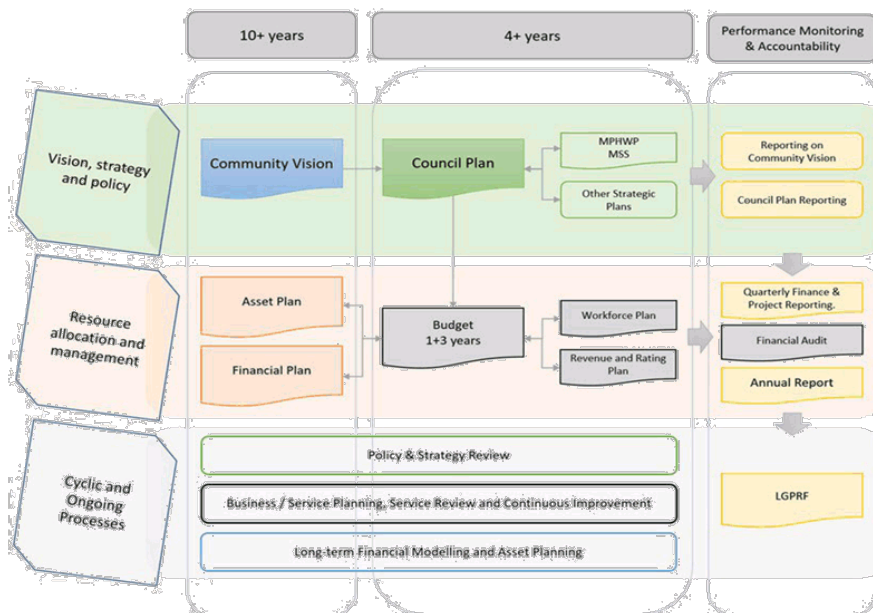 10+ years
4+ years
Performance Monitoring
& Accountability
Vision, strategy
and policy
Community Vision
Council Plan
MPHWP
MSS
Other Strategic
Plans
Reporting on
Community Vision
Council Plan Reporting
Resource
allocation and
management
Asset Plan
Financial Plan
Budget
1+3 years
Workforce Plan
Revenue and Rating
Plan
Quarterly Finance &
Project Reporting.
Financial Audit
Annual Report
Cyclic and
Ongoing
Processes
Policy & Strategy Review
Business / Service Planning, Service Review and Continuous Improvement
Long-term Financial Modelling and Asset Planning
LGPRF